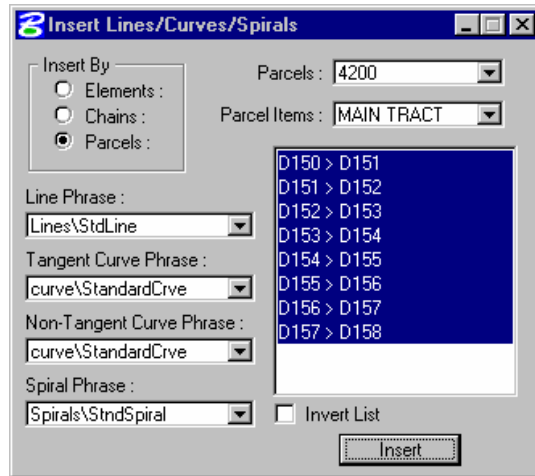 Insert Lines/Curves/Spirals
Insert By
Elements :
Chains :
Parcels :
Parcels : 4200
Parcel Items : MAIN TRACT
Line Phrase :
Lines\StdLine
Tangent Curve Phrase :
curve\StandardCrve
Non-Tangent Curve Phrase :
curve\StandardCrve
Spiral Phrase :
Spirals\StndSpiral
D150 > D151
D151 > D152
D152 > D153
D153 > D154
D154 > D155
D155 > D156
D156 > D157
D157 > D158
Invert List
Insert